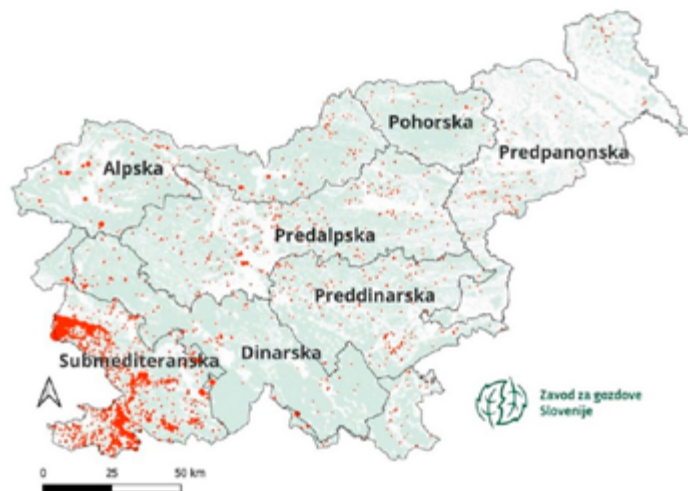 Pohorska
Predpanonska
Alpska
Predalpska
Preddinarska
Dinarska
Submediteranska
Zavod za gozdove
Slovenije
0 25 50 km